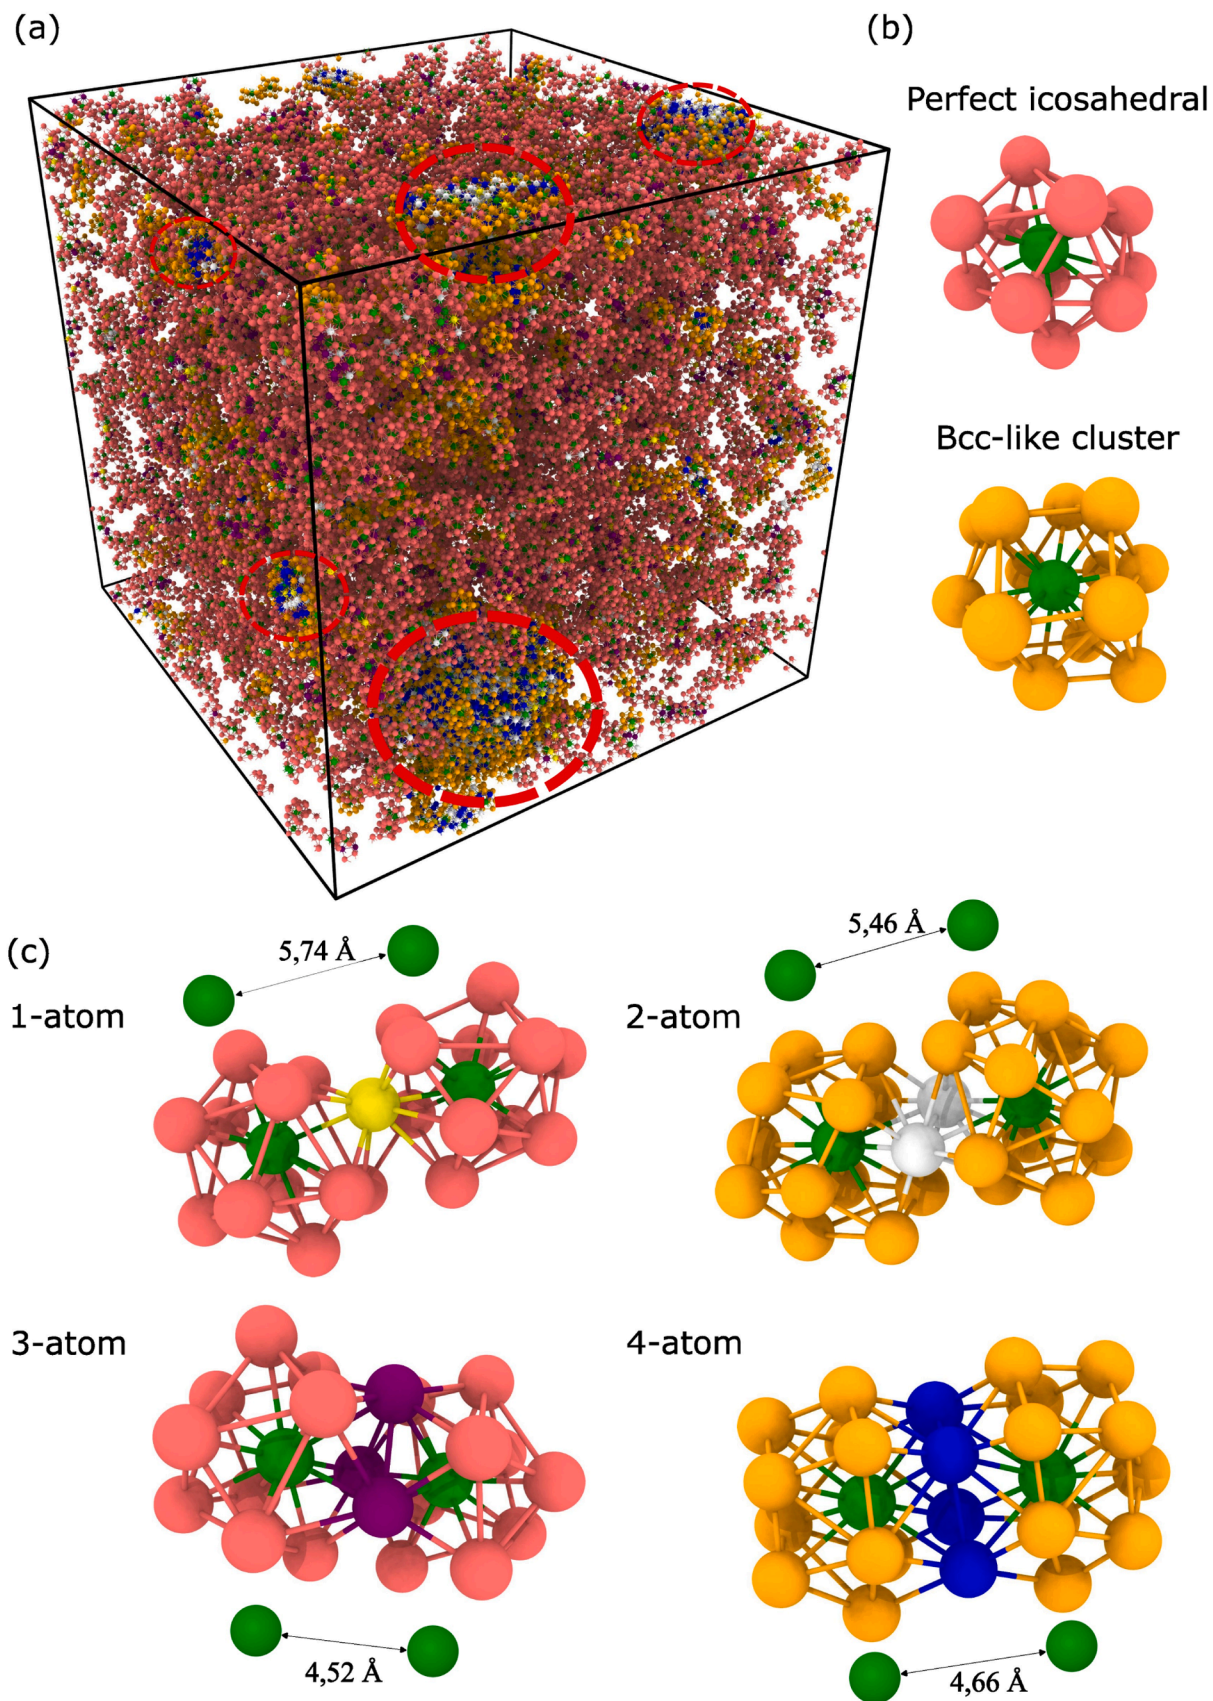 (a)
(b)
Perfect icosahedral
Bcc-like cluster
(c)
5,74 Å
1-atom
5,46 Å
2-atom
3-atom
4,52 Å
4-atom
4,66 Å